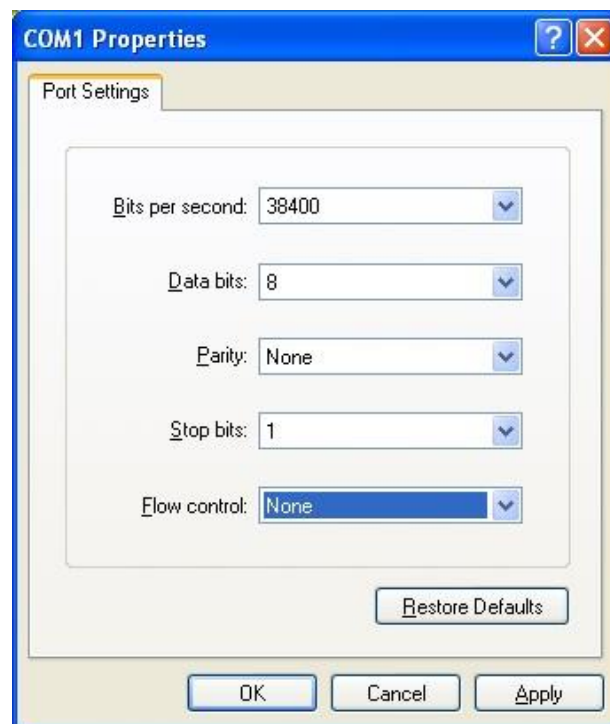 COM1 Properties
Port Settings
Bits per second: 38400
Data bits: 8
Parity: None
Stop bits: 1
Flow control: None
Restore Defaults
OK Cancel Apply